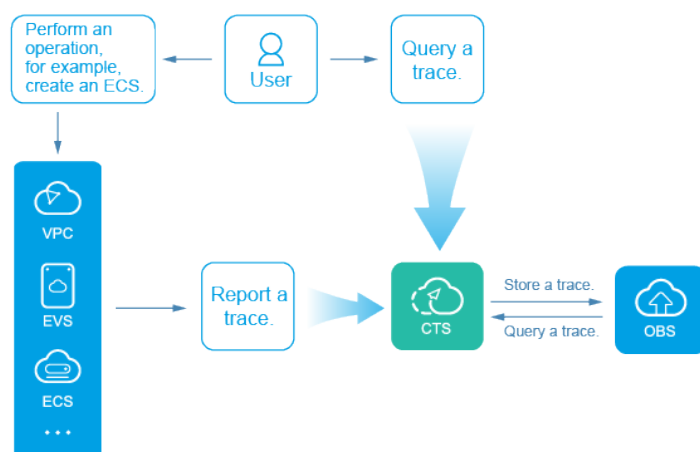 Perform an
operation,
for example,
create an ECS.
User
Query a
trace.
VPC
EVS
ECS
...
Report a
trace.
CTS
Store a trace.
Query a trace.
OBS